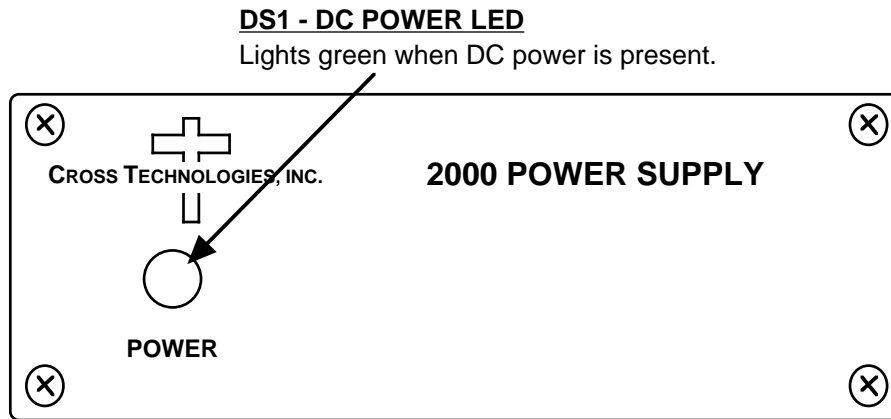 DS1 - DC POWER LED
Lights green when DC power is present.
CROSS TECHNOLOGIES, INC.
2000 POWER SUPPLY
POWER